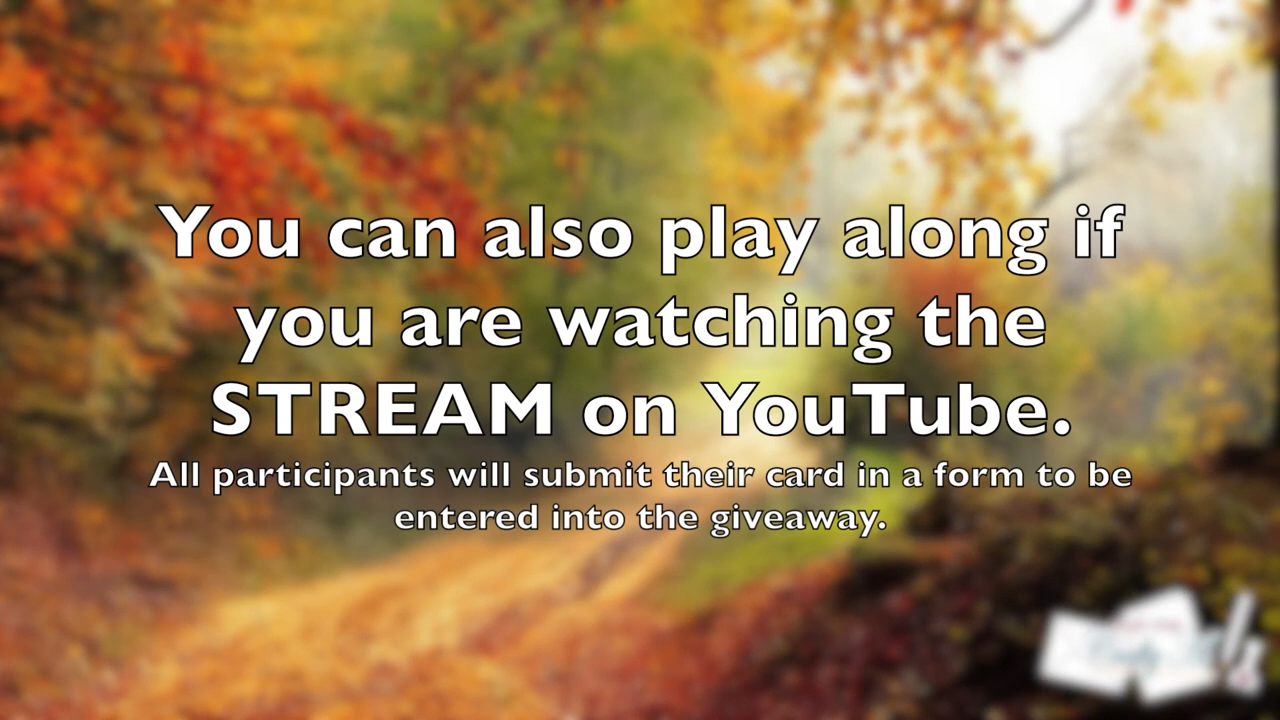 You can also play along if
you are watching the
STREAM on YouTube.
All participants will submit their card in a form to be
entered into the giveaway.